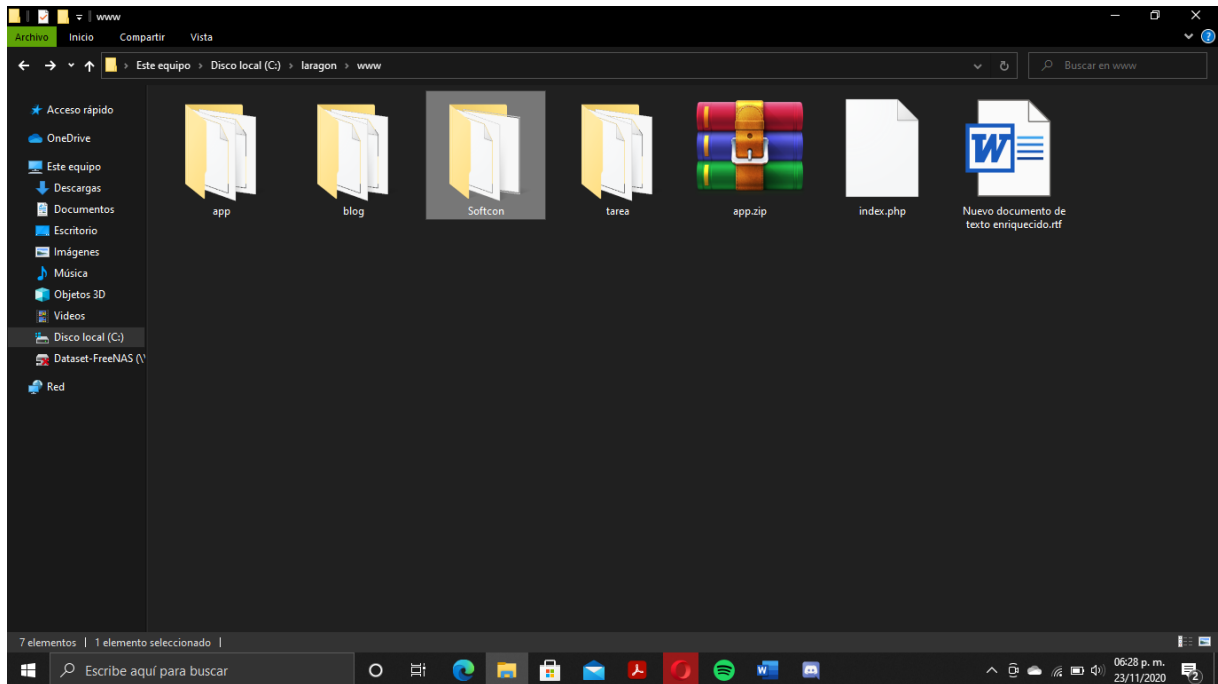 www
Archivo Inicio Compartir Vista
Este equipo › Disco local (C:) › laragon › www
Buscar en www
Acceso rápido
OneDrive
Este equipo
Descargas
Documentos
Escritorio
Imágenes
Música
Objetos 3D
Videos
Disco local (C:)
Dataset-FreeNAS (\\
Red
app
blog
Softcon
tarea
app.zip
index.php
Nuevo documento de
texto enriquecido.rtf
7 elementos | 1 elemento seleccionado |
Escribe aquí para buscar
06:28 p. m.
23/11/2020
2